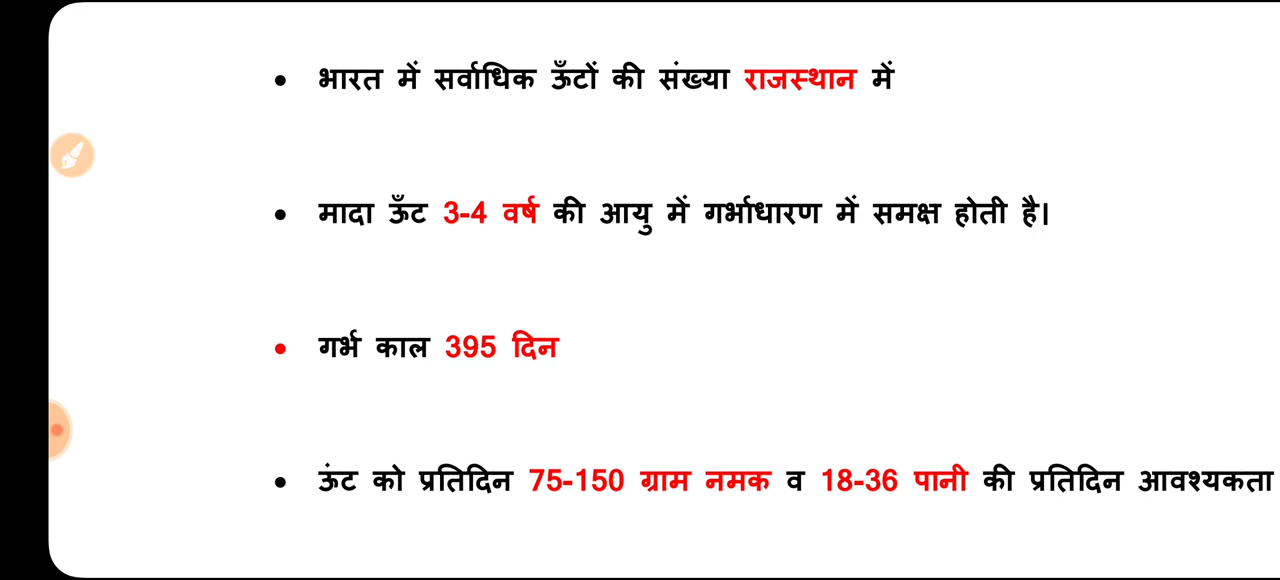 • भारत में सर्वाधिक ऊँटों की संख्या राजस्थान में
• मादा ऊँट 3-4 वर्ष की आयु में गर्भाधारण में समक्ष होती है।
• गर्भ काल 395 दिन
• ऊंट को प्रतिदिन 75-150 ग्राम नमक व 18-36 पानी की प्रतिदिन आवश्यकता